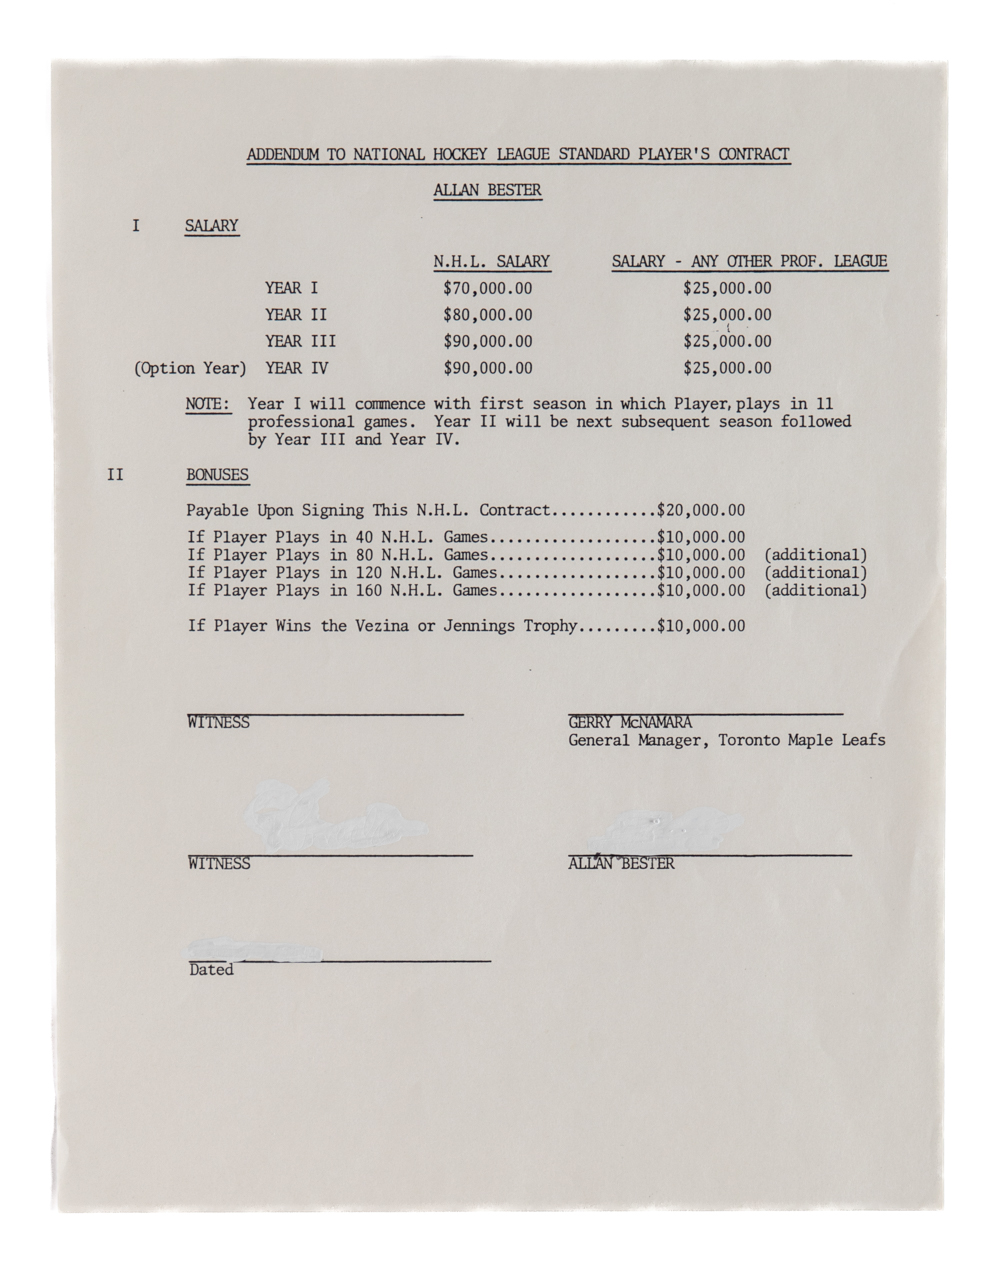 ADDENDUM TO NATIONAL HOCKEY LEAGUE STANDARD PLAYER'S CONTRACT
ALLAN BESTER
I SALARY
N.H.L. SALARY SALARY - ANY OTHER PROF. LEAGUE
YEAR I $70,000.00 $25,000.00
YEAR II $80,000.00 $25,000.00
YEAR III $90,000.00 $25,000.00
(Option Year) YEAR IV $90,000.00 $25,000.00
NOTE: Year I will commence with first season in which Player, plays in 11
professional games. Year II will be next subsequent season followed
by Year III and Year IV.
II BONUSES
Payable Upon Signing This N.H.L. Contract............$20,000.00
If Player Plays in 40 N.H.L. Games...................$10,000.00
If Player Plays in 80 N.H.L. Games...................$10,000.00 (additional)
If Player Plays in 120 N.H.L. Games..................$10,000.00 (additional)
If Player Plays in 160 N.H.L. Games..................$10,000.00 (additional)
If Player Wins the Vezina or Jennings Trophy.........$10,000.00
WITNESS GERRY McNAMARA
General Manager, Toronto Maple Leafs
WITNESS ALLAN BESTER
Dated